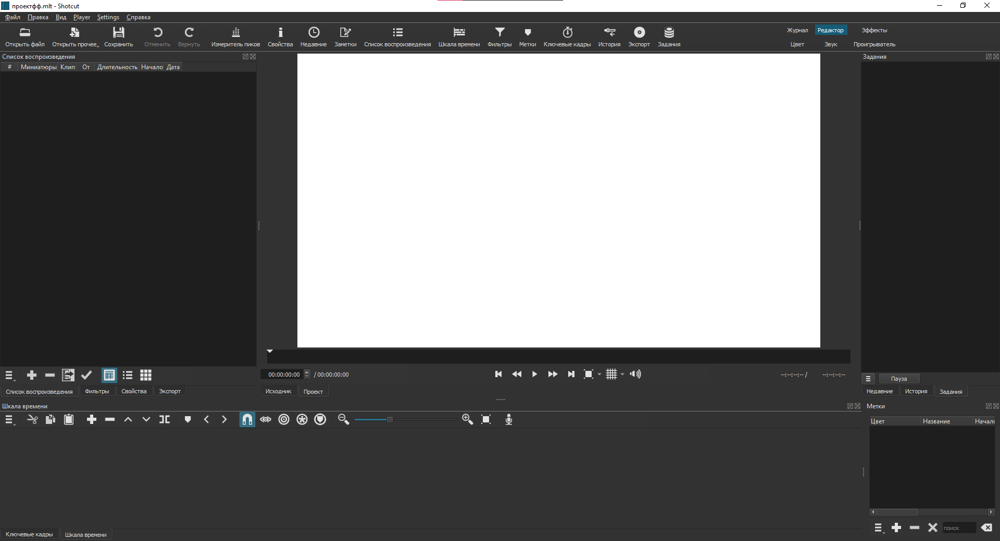 проектфф.mlt - Shotcut
Файл Правка Вид Player Settings Справка
Открыть файл Открыть прочее Сохранить Отменить Вернуть Измеритель пиков Свойства Недавние Заметки Список воспроизведения Шкала времени Фильтры Метки Ключевые кадры История Экспорт Задания
Журнал Редактор Эффекты
Цвет Звук Проигрыватель
Список воспроизведения
# Миниатюры Клип От Длительность Начало Дата
Задания
00:00:00:00 / 00:00:00:00
--:--:--:-- / --:--:--:--
Пауза
Список воспроизведения Фильтры Свойства Экспорт
Исходник Проект
Недавние История Задания
Шкала времени
Метки
Цвет Название Начало
поиск
Ключевые кадры Шкала времени